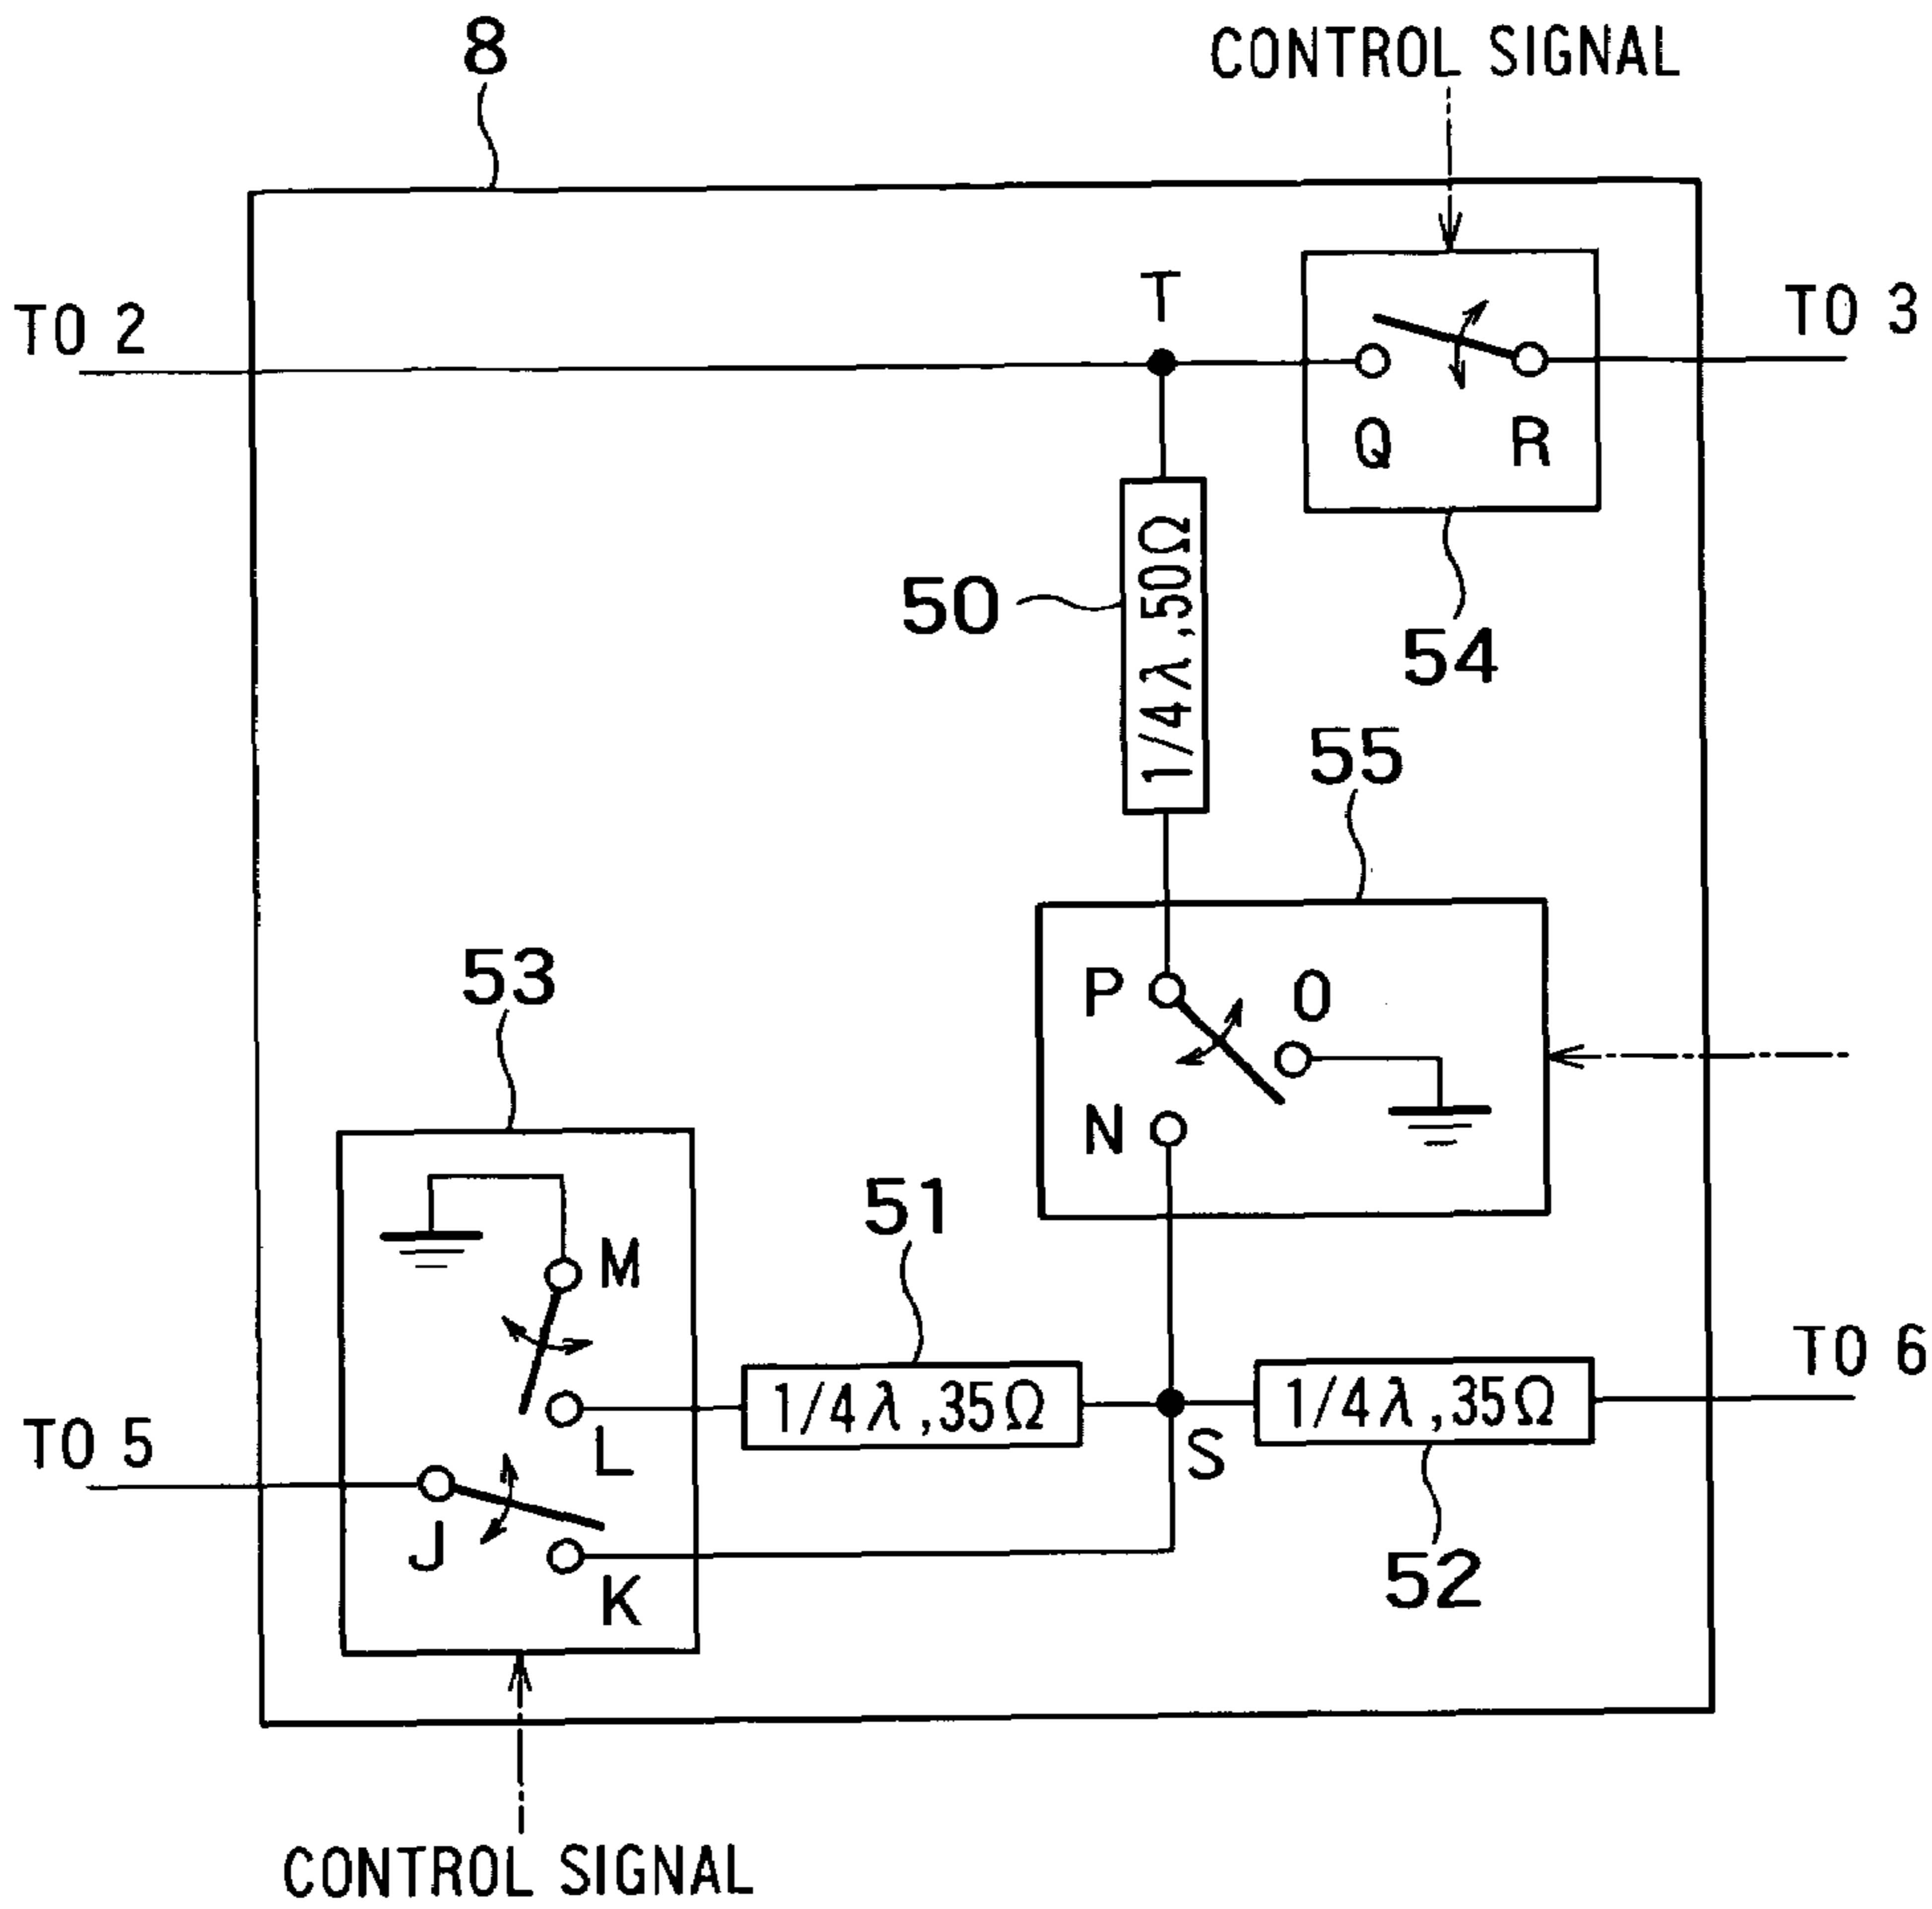 8
CONTROL SIGNAL
T
TO 2
TO 3
Q
R
1/4λ,50Ω
50
54
55
P
O
53
N
51
M
TO 6
1/4λ,35Ω
1/4λ,35Ω
L
S
TO 5
J
K
52
CONTROL SIGNAL